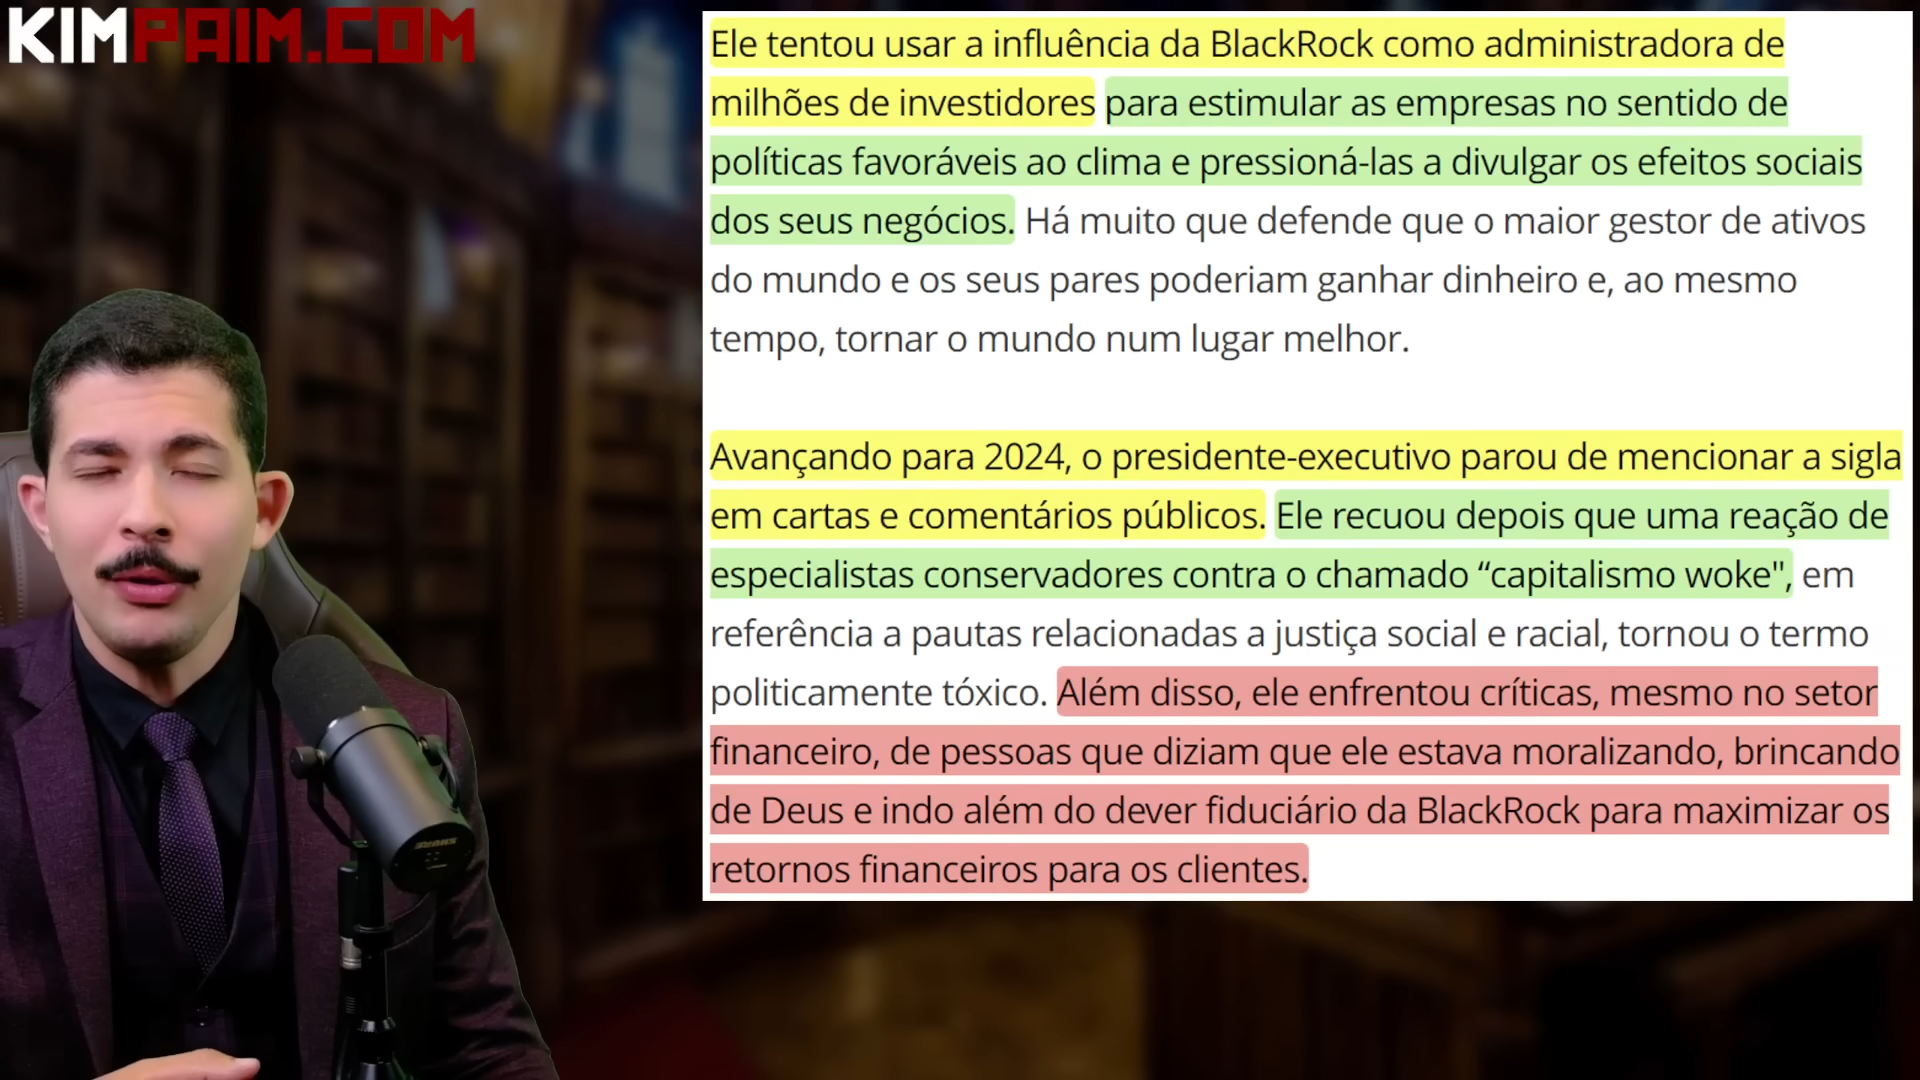 KIMPAIM.COM
Ele tentou usar a influência da BlackRock como administradora de
milhões de investidores para estimular as empresas no sentido de
políticas favoráveis ao clima e pressioná-las a divulgar os efeitos sociais
dos seus negócios. Há muito que defende que o maior gestor de ativos
do mundo e os seus pares poderiam ganhar dinheiro e, ao mesmo
tempo, tornar o mundo num lugar melhor.
Avançando para 2024, o presidente-executivo parou de mencionar a sigla
em cartas e comentários públicos. Ele recuou depois que uma reação de
especialistas conservadores contra o chamado “capitalismo woke", em
referência a pautas relacionadas a justiça social e racial, tornou o termo
politicamente tóxico. Além disso, ele enfrentou críticas, mesmo no setor
financeiro, de pessoas que diziam que ele estava moralizando, brincando
de Deus e indo além do dever fiduciário da BlackRock para maximizar os
retornos financeiros para os clientes.
SHURE